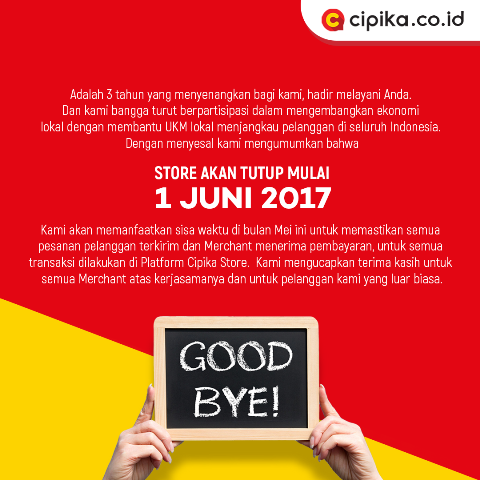 cipika.co.id
Adalah 3 tahun yang menyenangkan bagi kami, hadir melayani Anda.
Dan kami bangga turut berpartisipasi dalam mengembangkan ekonomi
lokal dengan membantu UKM lokal menjangkau pelanggan di seluruh Indonesia.
Dengan menyesal kami mengumumkan bahwa
STORE AKAN TUTUP MULAI
1 JUNI 2017
Kami akan memanfaatkan sisa waktu di bulan Mei ini untuk memastikan semua
pesanan pelanggan terkirim dan Merchant menerima pembayaran, untuk semua
transaksi dilakukan di Platform Cipika Store. Kami mengucapkan terima kasih untuk
semua Merchant atas kerjasamanya dan untuk pelanggan kami yang luar biasa.
GOOD
BYE!